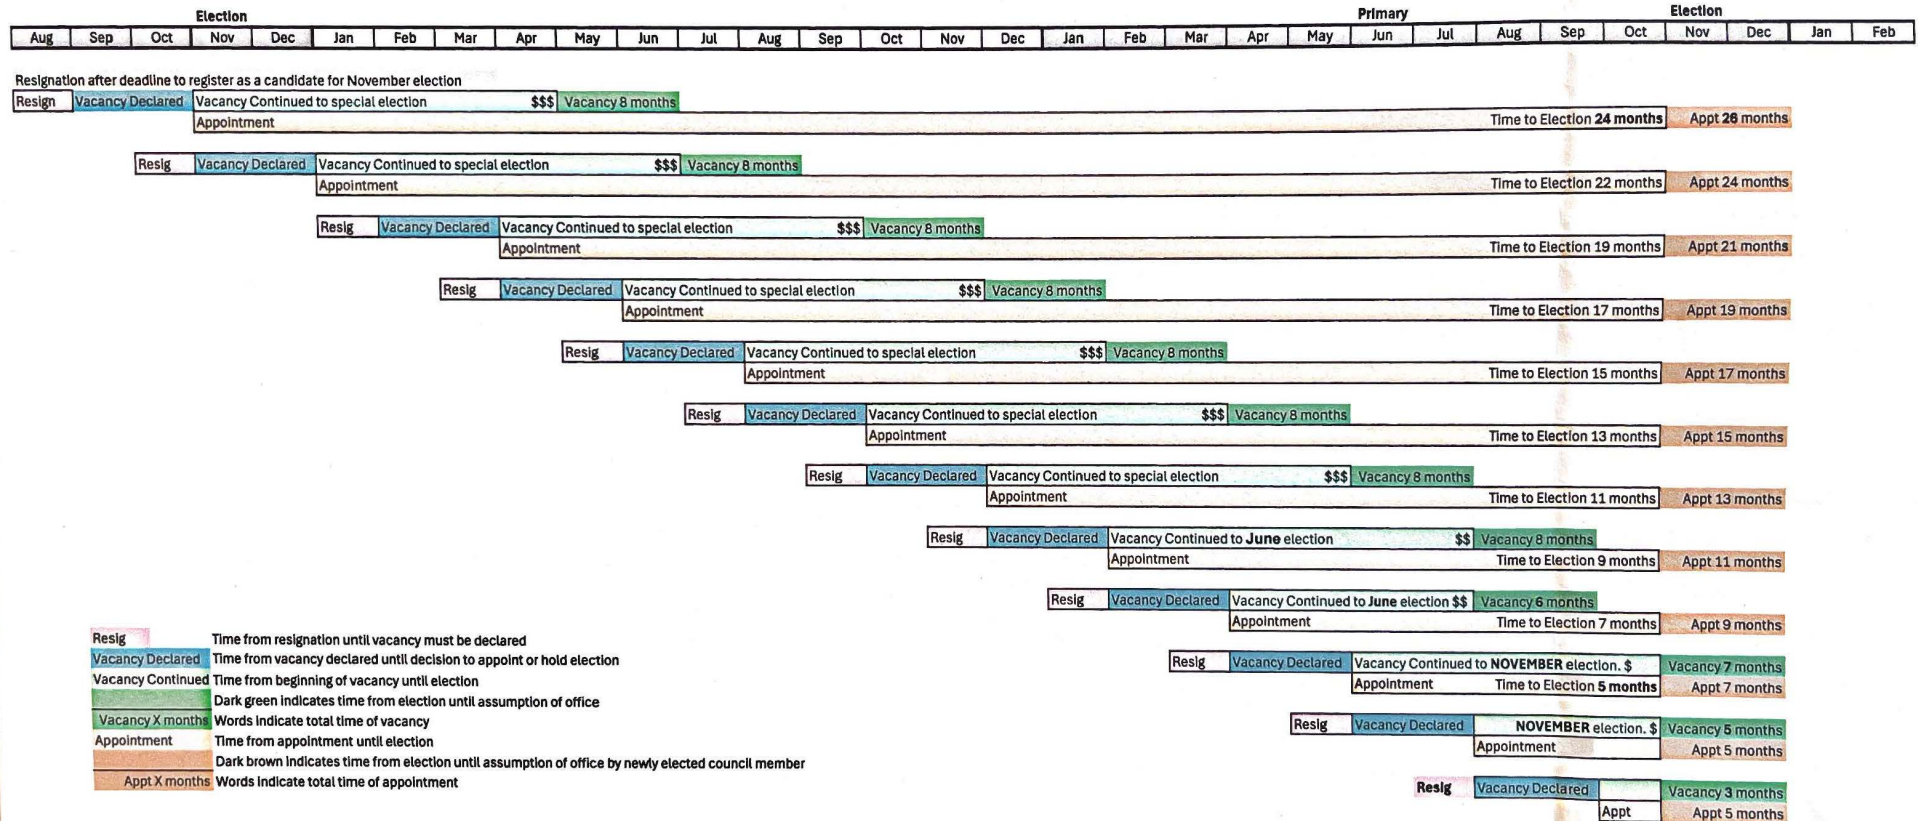 Election Primary Election
Aug Sep Oct Nov Dec Jan Feb Mar Apr May Jun Jul Aug Sep Oct Nov Dec Jan Feb Mar Apr May Jun Jul Aug Sep Oct Nov Dec Jan Feb
Resignation after deadline to register as a candidate for November election
Resign Vacancy Declared Vacancy Continued to special election $$$ Vacancy 8 months
Appointment Time to Election 24 months Appt 26 months
Resig Vacancy Declared Vacancy Continued to special election $$$ Vacancy 8 months
Appointment Time to Election 22 months Appt 24 months
Resig Vacancy Declared Vacancy Continued to special election $$$ Vacancy 8 months
Appointment Time to Election 19 months Appt 21 months
Resig Vacancy Declared Vacancy Continued to special election $$$ Vacancy 8 months
Appointment Time to Election 17 months Appt 19 months
Resig Vacancy Declared Vacancy Continued to special election $$$ Vacancy 8 months
Appointment Time to Election 15 months Appt 17 months
Resig Vacancy Declared Vacancy Continued to special election $$$ Vacancy 8 months
Appointment Time to Election 13 months Appt 15 months
Resig Vacancy Declared Vacancy Continued to special election $$$ Vacancy 8 months
Appointment Time to Election 11 months Appt 13 months
Resig Vacancy Declared Vacancy Continued to June election $$ Vacancy 8 months
Appointment Time to Election 9 months Appt 11 months
Resig Vacancy Declared Vacancy Continued to June election $$ Vacancy 6 months
Appointment Time to Election 7 months Appt 9 months
Resig Vacancy Declared Vacancy Continued to NOVEMBER election. $ Vacancy 7 months
Appointment Time to Election 5 months Appt 7 months
Resig Vacancy Declared NOVEMBER election. $ Vacancy 5 months
Appointment Appt 5 months
Resig Vacancy Declared Vacancy 3 months
Appt Appt 5 months
Resig Time from resignation until vacancy must be declared
Vacancy Declared Time from vacancy declared until decision to appoint or hold election
Vacancy Continued Time from beginning of vacancy until election
Dark green indicates time from election until assumption of office
Vacancy X months Words indicate total time of vacancy
Appointment Time from appointment until election
Dark brown indicates time from election until assumption of office by newly elected council member
Appt X months Words indicate total time of appointment